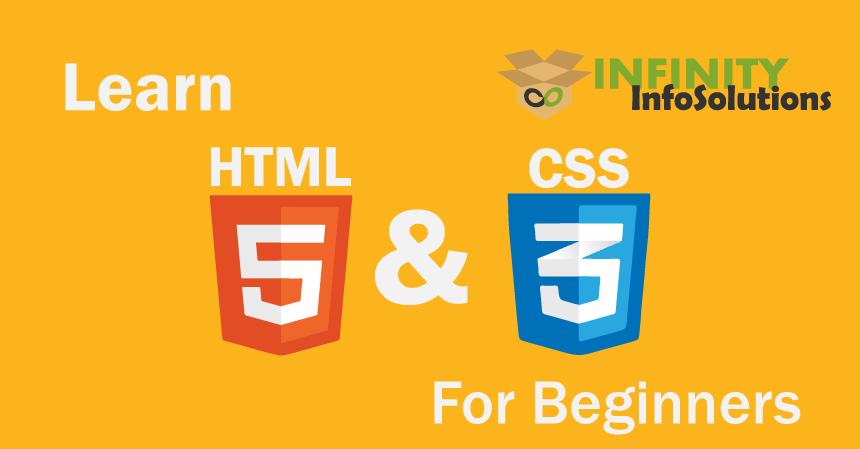 Learn
INFINITY
InfoSolutions
HTML
CSS
5
&
3
For Beginners